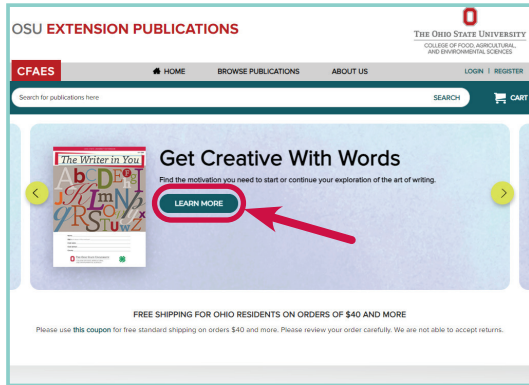 OSU EXTENSION PUBLICATIONS
THE OHIO STATE UNIVERSITY
COLLEGE OF FOOD, AGRICULTURAL,
AND ENVIRONMENTAL SCIENCES
CFAES
HOME BROWSE PUBLICATIONS ABOUT US LOGIN | REGISTER
Search for publications here SEARCH CART
The Writer in You
Get Creative With Words
Find the motivation you need to start or continue your exploration of the art of writing.
LEARN MORE
FREE SHIPPING FOR OHIO RESIDENTS ON ORDERS OF $40 AND MORE
Please use this coupon for free standard shipping on orders $40 and more. Please review your order carefully. We are not able to accept returns.